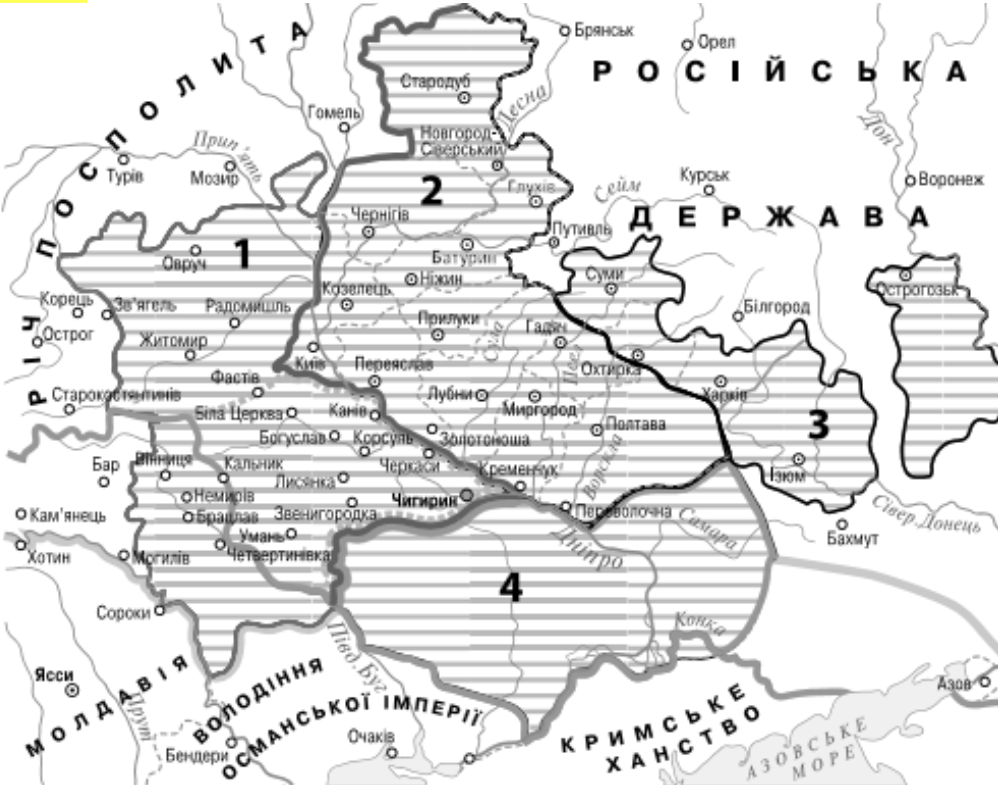 РІЧ ПОСПОЛИТА
РОСІЙСЬКА
ДЕРЖАВА
Брянськ
Орел
Стародуб
Десна
Гомель
Новгород-
Сіверський
Прип'ять
Турів
Мозир
2
Глухів
Сейм
Курськ
Дон
Воронеж
Чернігів
1
Овруч
Батурин
Путивль
Ніжин
Суми
Острогозьк
Корець
Зв'ягель
Радомишль
Козелець
Білгород
Острог
Прилуки
Сула
Гадяч
Псел
Житомир
Київ
Переяслав
Охтирка
Фастів
Харків
Старокостянтинів
Лубни
Миргород
Біла Церква
Канів
Полтава
3
Богуслав
Корсунь
Золотоноша
Ворскла
Бар
Вінниця
Кальник
Черкаси
Кременчук
Ізюм
Лисянка
Немирів
Чигирин
Сівер. Донець
Кам'янець
Брацлав
Звенигородка
Переволочна
Самара
Умань
Бахмут
Хотин
Могилів
Четвертинівка
Дніпро
4
Сороки
Конка
Півд. Буг
Ясси
МОЛДАВІЯ
Прут
ВОЛОДІННЯ
ОСМАНСЬКОЇ ІМПЕРІЇ
Азов
Очаків
КРИМСЬКЕ
ХАНСТВО
Бендери
АЗОВСЬКЕ
МОРЕ